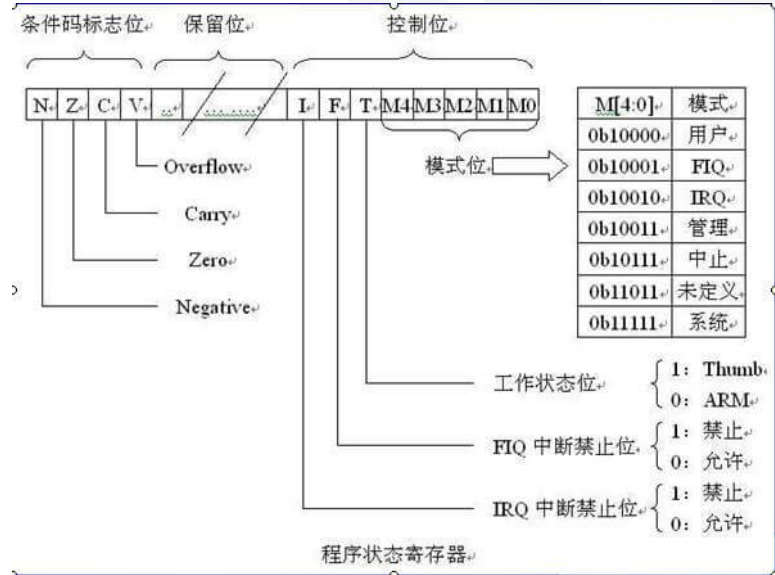 条件码标志位 保留位 控制位
N Z C V .. ........ I F T M4 M3 M2 M1 M0
Overflow
Carry
Zero
Negative
模式位
M[4:0] 模式
0b10000 用户
0b10001 FIQ
0b10010 IRQ
0b10011 管理
0b10111 中止
0b11011 未定义
0b11111 系统
工作状态位 1：Thumb
0：ARM
FIQ 中断禁止位 1：禁止
0：允许
IRQ 中断禁止位 1：禁止
0：允许
程序状态寄存器